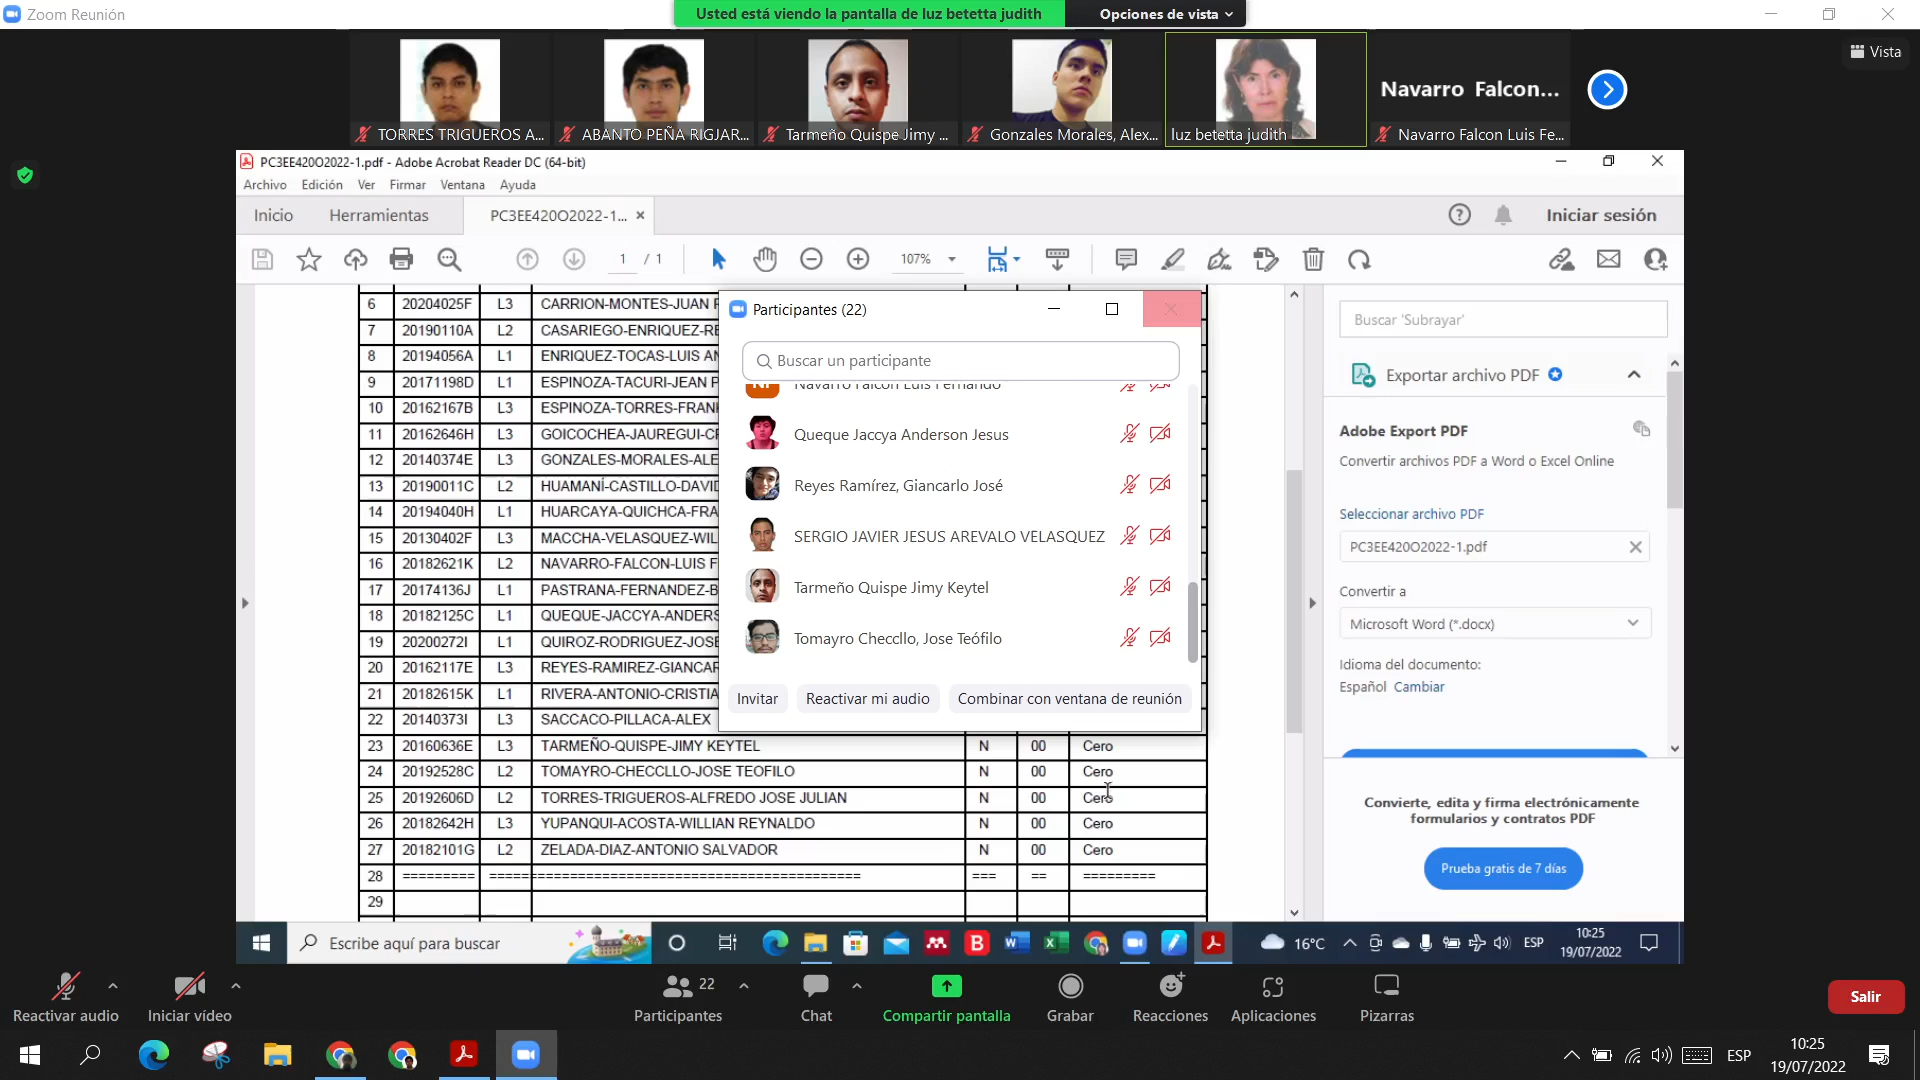 Zoom Reunión
Usted está viendo la pantalla de luz betetta judith
Opciones de vista
Vista
TORRES TRIGUEROS A...
ABANTO PEÑA RIGJAR...
Tarmeño Quispe Jimy ...
Gonzales Morales, Alex...
luz betetta judith
Navarro Falcon...
Navarro Falcon Luis Fe...
PC3EE420O2022-1.pdf - Adobe Acrobat Reader DC (64-bit)
Archivo Edición Ver Firmar Ventana Ayuda
Inicio Herramientas PC3EE420O2022-1... × Iniciar sesión
1 / 1 107%
6 20204025F L3 CARRION-MONTES-JUAN
7 20190110A L2 CASARIEGO-ENRIQUEZ-RE
8 20194056A L1 ENRIQUEZ-TOCAS-LUIS AN
9 20171198D L1 ESPINOZA-TACURI-JEAN P
10 20162167B L3 ESPINOZA-TORRES-FRAN
11 20162646H L3 GOICOCHEA-JAUREGUI-C
12 20140374E L3 GONZALES-MORALES-ALE
13 20190011C L2 HUAMANÍ-CASTILLO-DAVI
14 20194040H L1 HUARCAYA-QUICHCA-FRA
15 20130402F L3 MACCHA-VELASQUEZ-WIL
16 20182621K L2 NAVARRO-FALCON-LUIS F
17 20174136J L1 PASTRANA-FERNANDEZ-B
18 20182125C L1 QUEQUE-JACCYA-ANDERS
19 20200272I L1 QUIROZ-RODRIGUEZ-JOSE
20 20162117E L3 REYES-RAMIREZ-GIANCAR
21 20182615K L1 RIVERA-ANTONIO-CRISTIA
22 20140373I L3 SACCACO-PILLACA-ALEX
23 20160636E L3 TARMEÑO-QUISPE-JIMY KEYTEL N 00 Cero
24 20192528C L2 TOMAYRO-CHECCLLO-JOSE TEOFILO N 00 Cero
25 20192606D L2 TORRES-TRIGUEROS-ALFREDO JOSE JULIAN N 00 Cero
26 20182642H L3 YUPANQUI-ACOSTA-WILLIAN REYNALDO N 00 Cero
27 20182101G L2 ZELADA-DIAZ-ANTONIO SALVADOR N 00 Cero
28 ========= ============================================= === == =========
29
Participantes (22)
Buscar un participante
Navarro Falcon Luis Fernando
Queque Jaccya Anderson Jesus
Reyes Ramírez, Giancarlo José
SERGIO JAVIER JESUS AREVALO VELASQUEZ
Tarmeño Quispe Jimy Keytel
Tomayro Checcllo, Jose Teófilo
Invitar Reactivar mi audio Combinar con ventana de reunión
Buscar 'Subrayar'
Exportar archivo PDF
Adobe Export PDF
Convertir archivos PDF a Word o Excel Online
Seleccionar archivo PDF
PC3EE420O2022-1.pdf
Convertir a
Microsoft Word (*.docx)
Idioma del documento:
Español Cambiar
Convierte, edita y firma electrónicamente
formularios y contratos PDF
Prueba gratis de 7 días
Escribe aquí para buscar
16°C ESP 10:25
19/07/2022
Reactivar audio
Iniciar vídeo
22
Participantes
Chat
Compartir pantalla
Grabar
Reacciones
Aplicaciones
Pizarras
Salir
ESP 10:25
19/07/2022